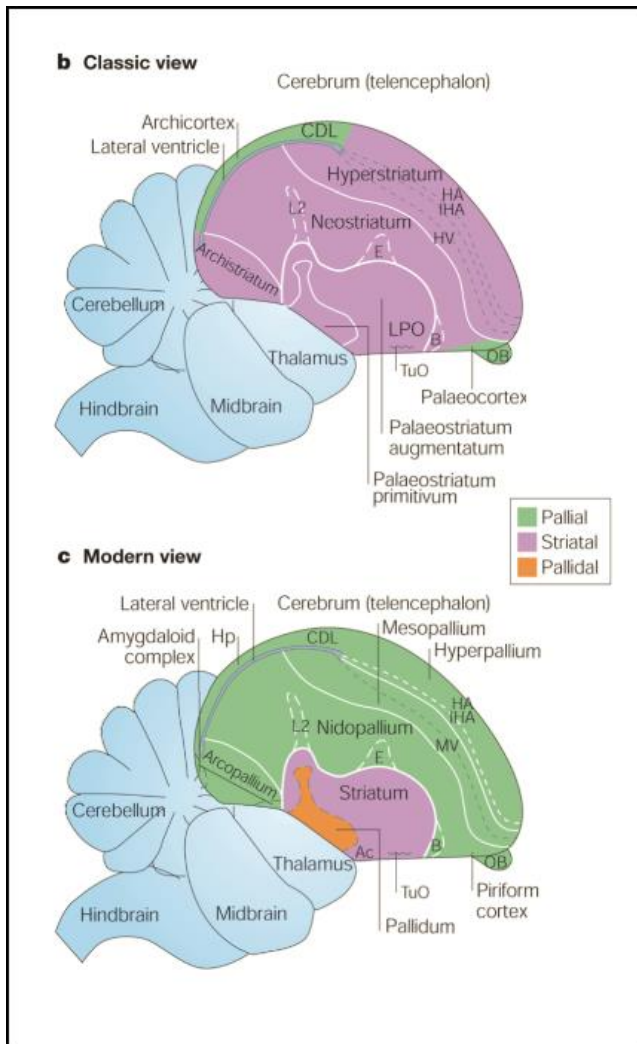 b Classic view
Cerebrum (telencephalon)
Archicortex
Lateral ventricle
CDL
Hyperstriatum
HA
IHA
L2
Neostriatum
HV
E
Archistriatum
Cerebellum
LPO
B
Thalamus
OB
TuO
Hindbrain
Midbrain
Palaeocortex
Palaeostriatum
augmentatum
Palaeostriatum
primitivum
Pallial
Striatal
Pallidal
c Modern view
Lateral ventricle
Cerebrum (telencephalon)
Mesopallium
Amygdaloid
complex
Hp
CDL
Hyperpallium
HA
IHA
L2
Nidopallium
MV
E
Arcopallium
Striatum
Cerebellum
B
Thalamus
Ac
OB
TuO
Piriform
cortex
Hindbrain
Midbrain
Pallidum